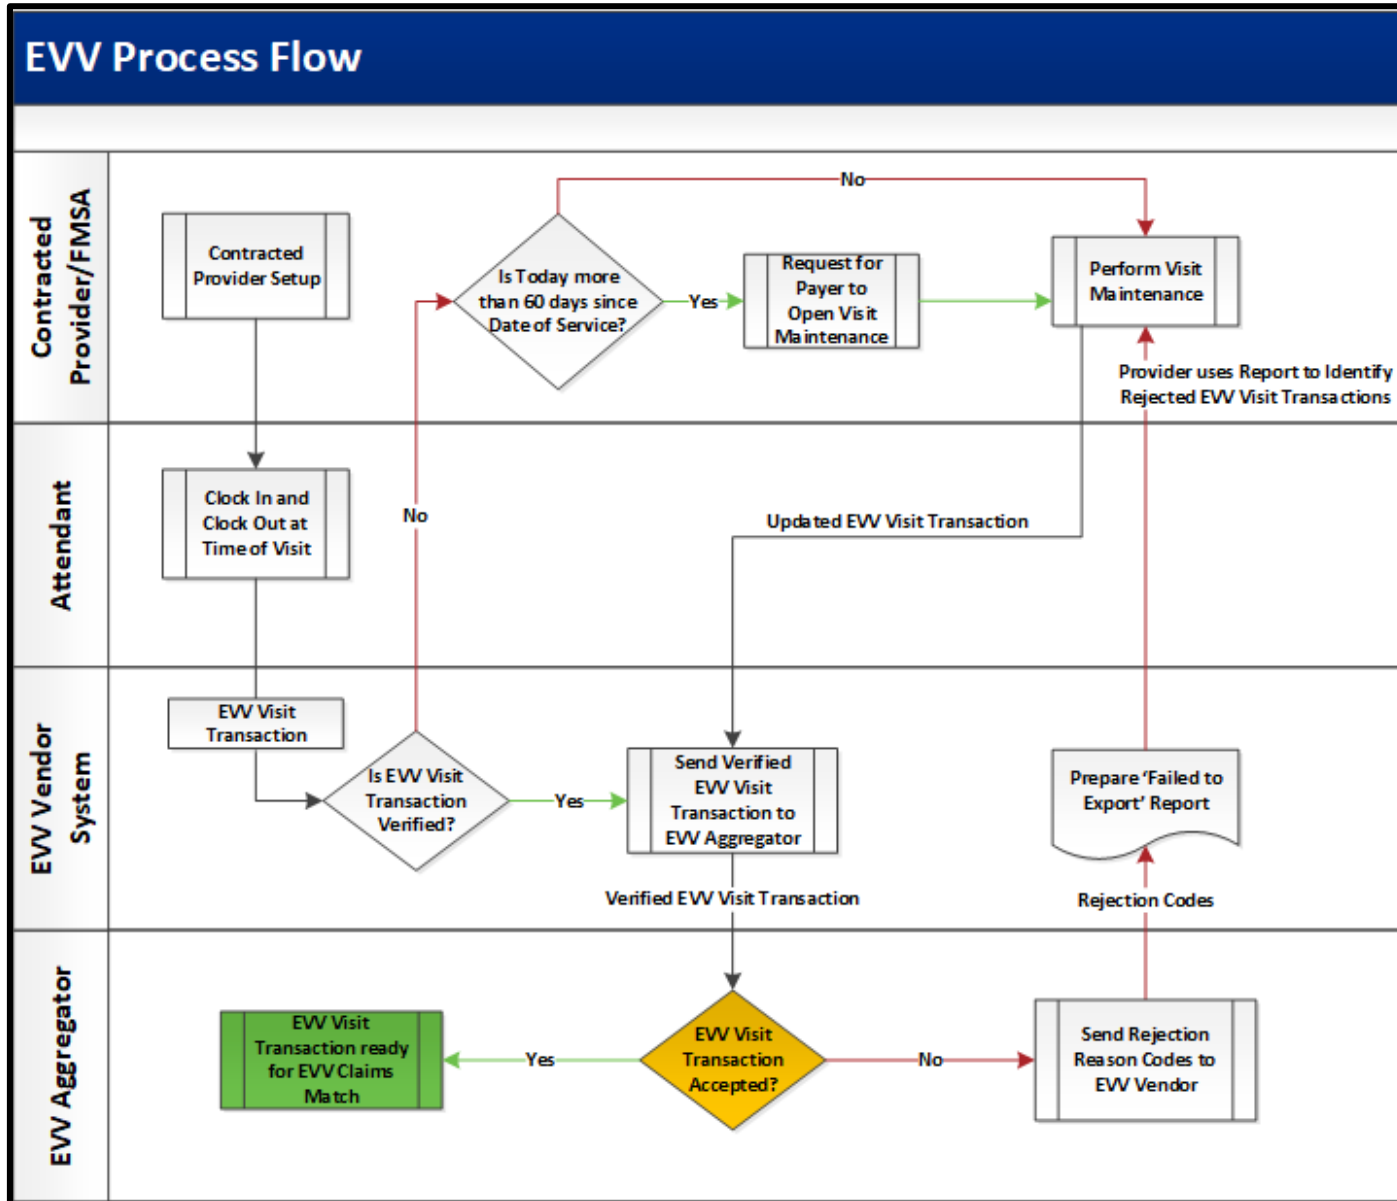 EVV Process Flow
Contracted
Provider/FMSA
Contracted
Provider Setup
Is Today more
than 60 days since
Date of Service?
No
Yes
Request for
Payer to
Open Visit
Maintenance
Perform Visit
Maintenance
Provider uses Report to Identify
Rejected EVV Visit Transactions
Attendant
Clock In and
Clock Out at
Time of Visit
No
Updated EVV Visit Transaction
EVV Vendor
System
EVV Visit
Transaction
Is EVV Visit
Transaction
Verified?
Yes
Send Verified
EVV Visit
Transaction to
EVV Aggregator
Prepare ‘Failed to
Export’ Report
Verified EVV Visit Transaction
Rejection Codes
EVV Aggregator
EVV Visit
Transaction ready
for EVV Claims
Match
Yes
EVV Visit
Transaction
Accepted?
No
Send Rejection
Reason Codes to
EVV Vendor